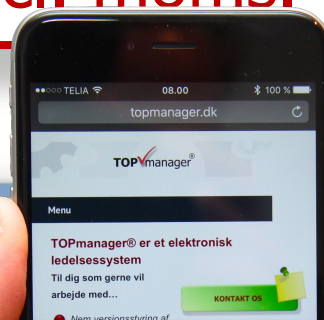 moms.
●●○○○ TELIA 08.00 100 %
topmanager.dk
TOPmanager®
Menu
TOPmanager® er et elektronisk
ledelsessystem
Til dig som gerne vil
arbejde med...
KONTAKT OS
Nem versionsstyring af